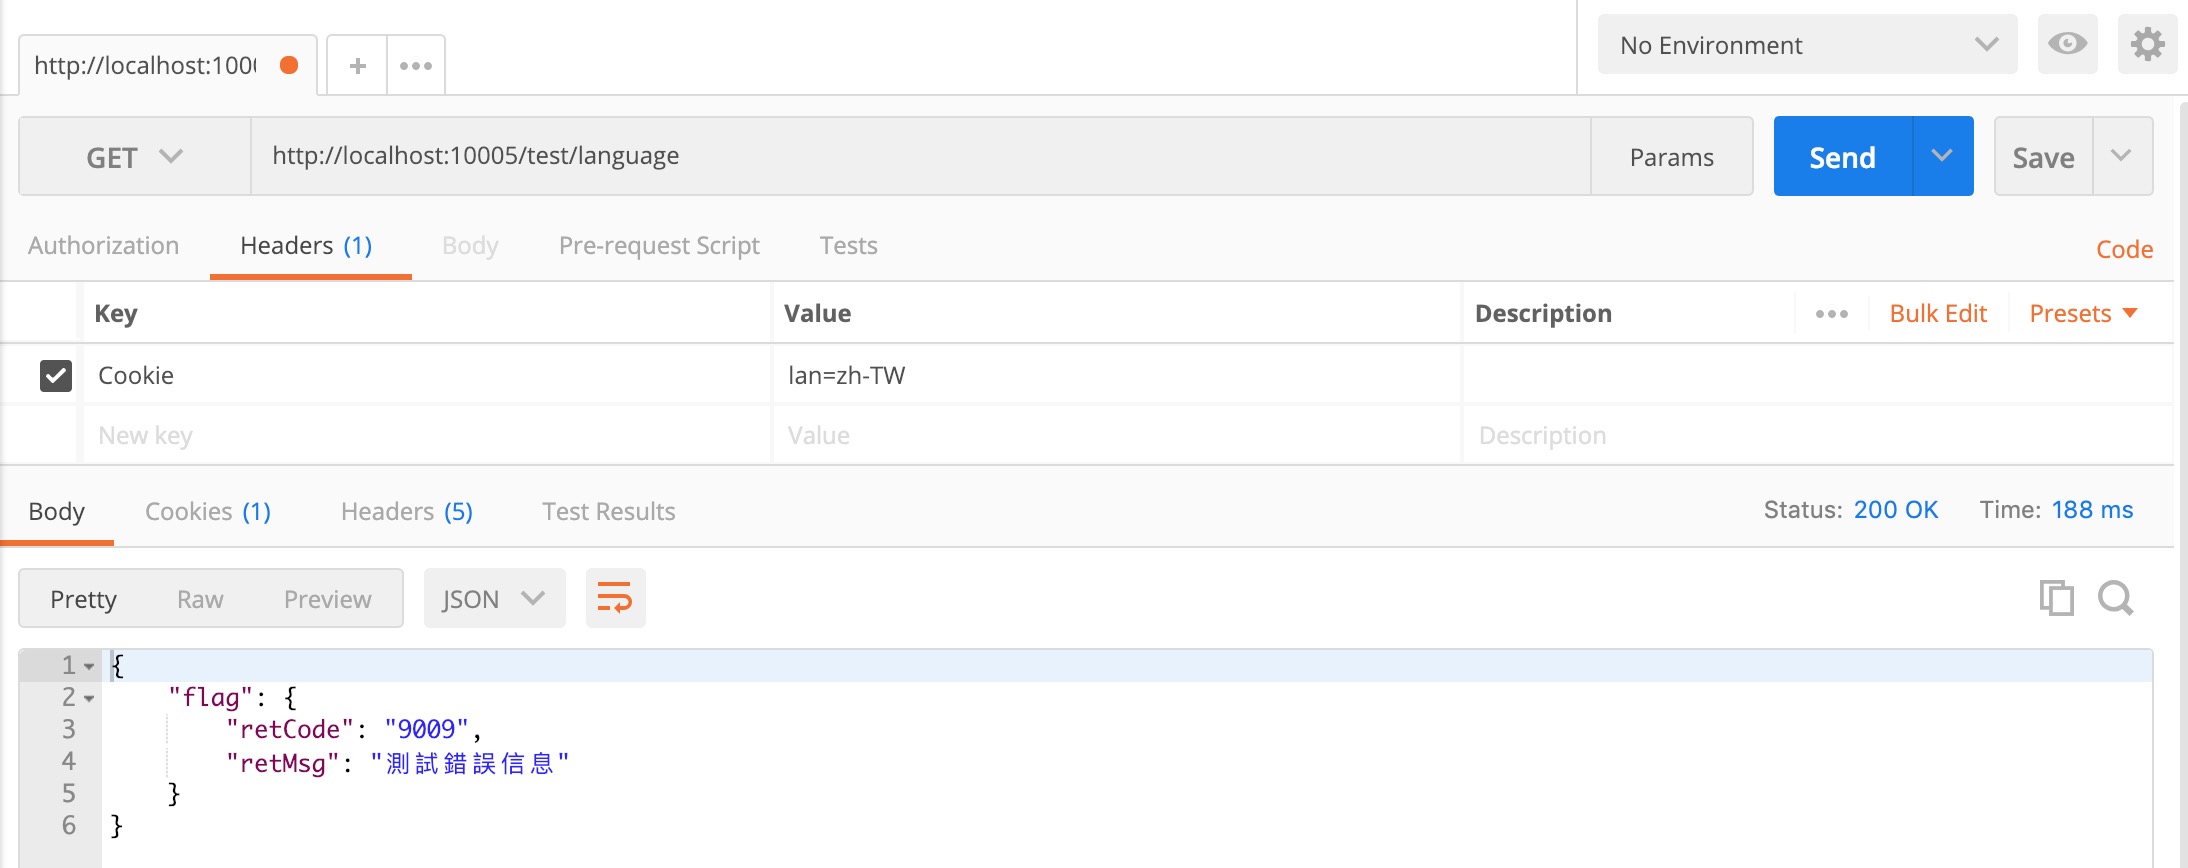 http://localhost:100
No Environment
GET
http://localhost:10005/test/language
Params
Send
Save
Authorization
Headers (1)
Body
Pre-request Script
Tests
Code
Key
Value
Description
Bulk Edit
Presets
Cookie
lan=zh-TW
New key
Value
Description
Body
Cookies (1)
Headers (5)
Test Results
Status: 200 OK
Time: 188 ms
Pretty
Raw
Preview
JSON
1 {
2 "flag": {
3 "retCode": "9009",
4 "retMsg": "測試錯誤信息"
5 }
6 }